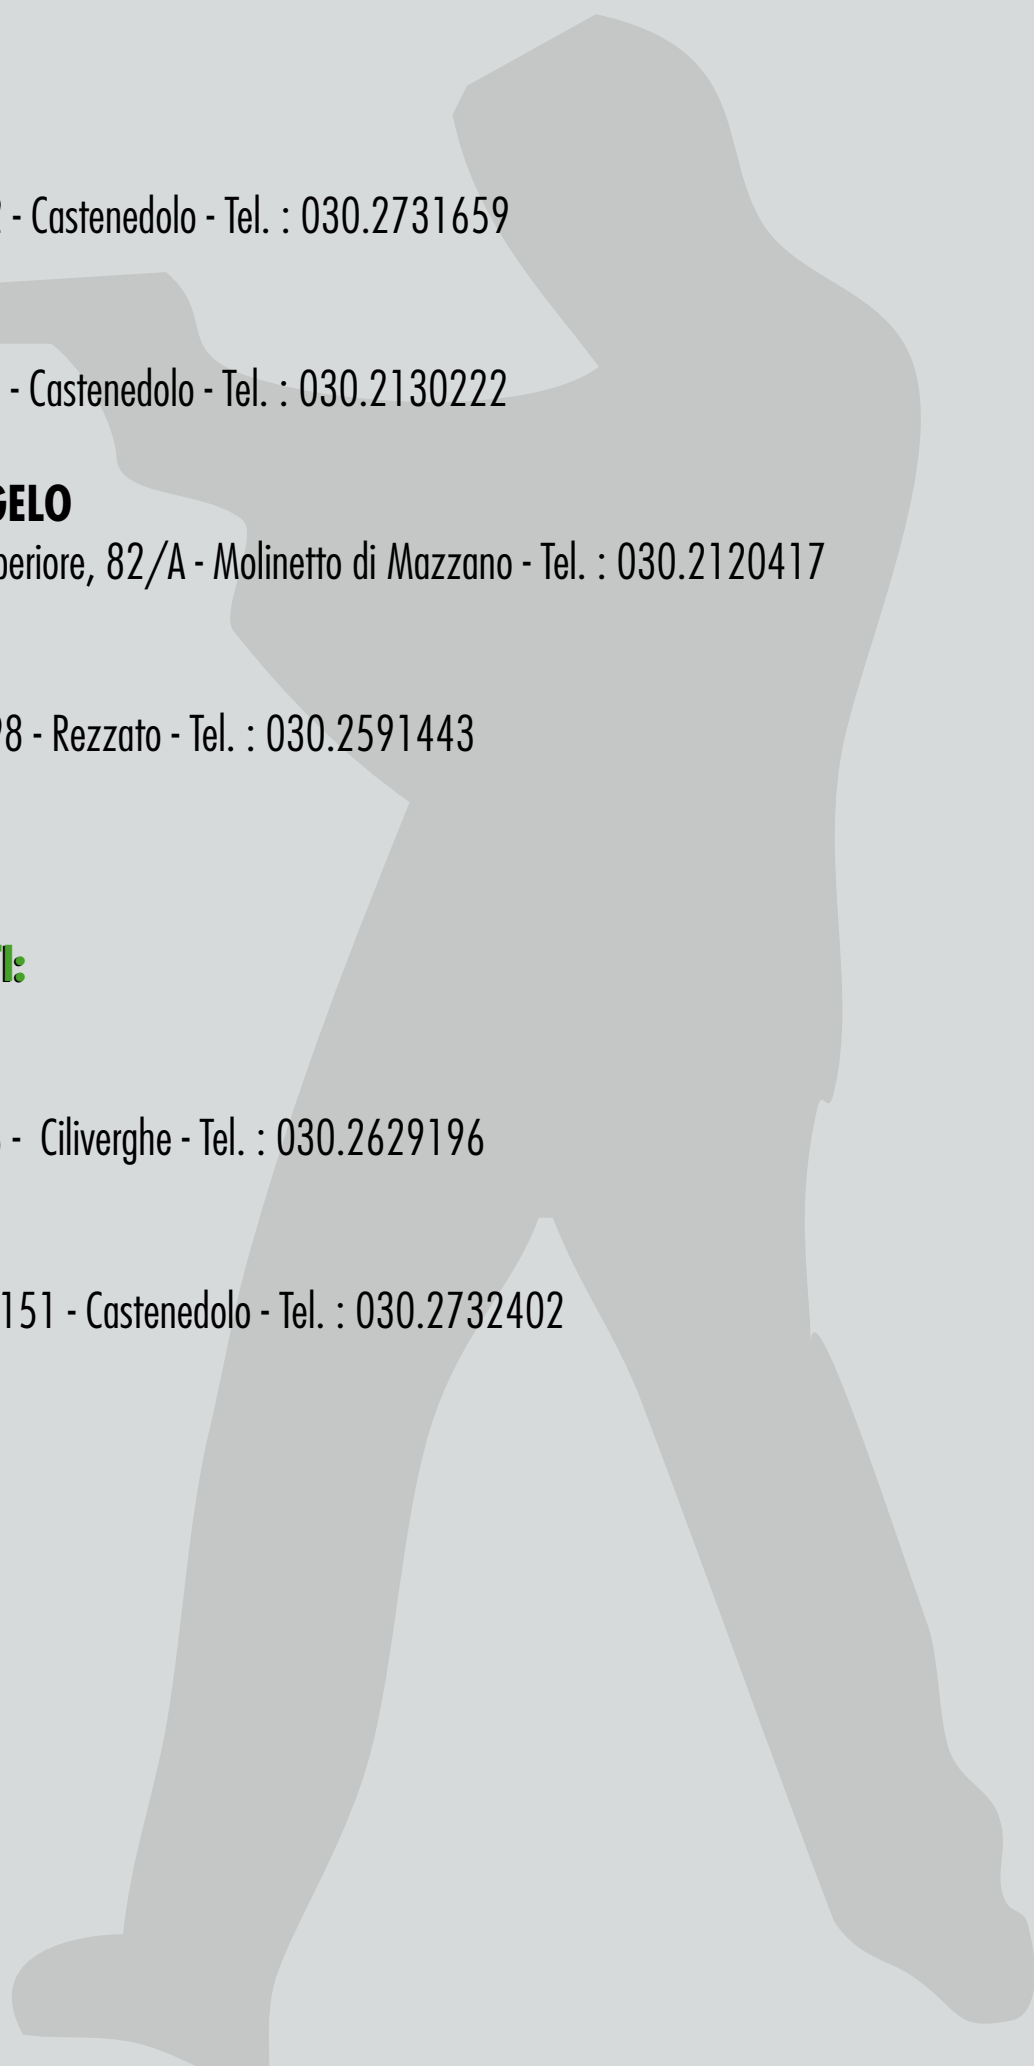 - Castenedolo - Tel. : 030.2731659
- Castenedolo - Tel. : 030.2130222
GELO
periore, 82/A - Molinetto di Mazzano - Tel. : 030.2120417
98 - Rezzato - Tel. : 030.2591443
I:
- Ciliverghe - Tel. : 030.2629196
151 - Castenedolo - Tel. : 030.2732402